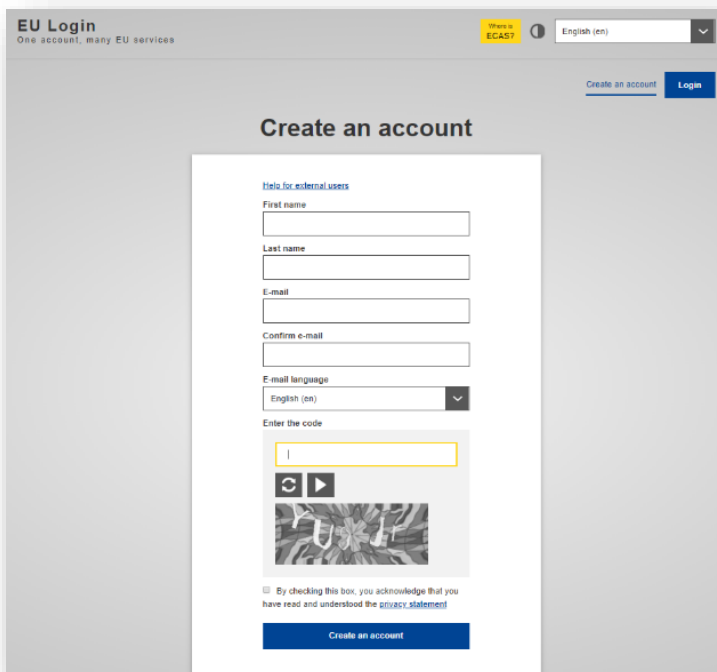 EU Login
One account, many EU services
Where is
ECAS?
English (en)
Create an account
Login
Create an account
Help for external users
First name
Last name
E-mail
Confirm e-mail
E-mail language
English (en)
Enter the code
By checking this box, you acknowledge that you
have read and understood the privacy statement
Create an account